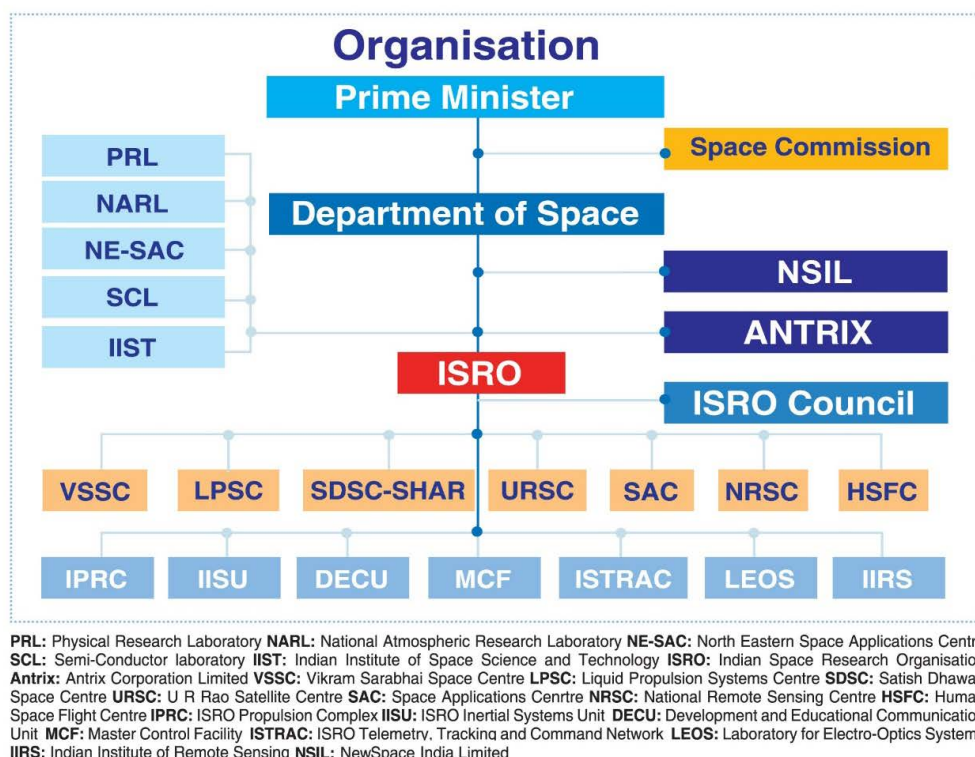 Organisation
Prime Minister
Space Commission
PRL
NARL
Department of Space
NE-SAC
NSIL
SCL
ANTRIX
IIST
ISRO
ISRO Council
VSSC LPSC SDSC-SHAR URSC SAC NRSC HSFC
IPRC IISU DECU MCF ISTRAC LEOS IIRS
PRL: Physical Research Laboratory NARL: National Atmospheric Research Laboratory NE-SAC: North Eastern Space Applications Centr
SCL: Semi-Conductor laboratory IIST: Indian Institute of Space Science and Technology ISRO: Indian Space Research Organisatio
Antrix: Antrix Corporation Limited VSSC: Vikram Sarabhai Space Centre LPSC: Liquid Propulsion Systems Centre SDSC: Satish Dhawa
Space Centre URSC: U R Rao Satellite Centre SAC: Space Applications Cenrtre NRSC: National Remote Sensing Centre HSFC: Huma
Space Flight Centre IPRC: ISRO Propulsion Complex IISU: ISRO Inertial Systems Unit DECU: Development and Educational Communicatio
Unit MCF: Master Control Facility ISTRAC: ISRO Telemetry, Tracking and Command Network LEOS: Laboratory for Electro-Optics System
IIRS: Indian Institute of Remote Sensing NSIL: NewSpace India Limited